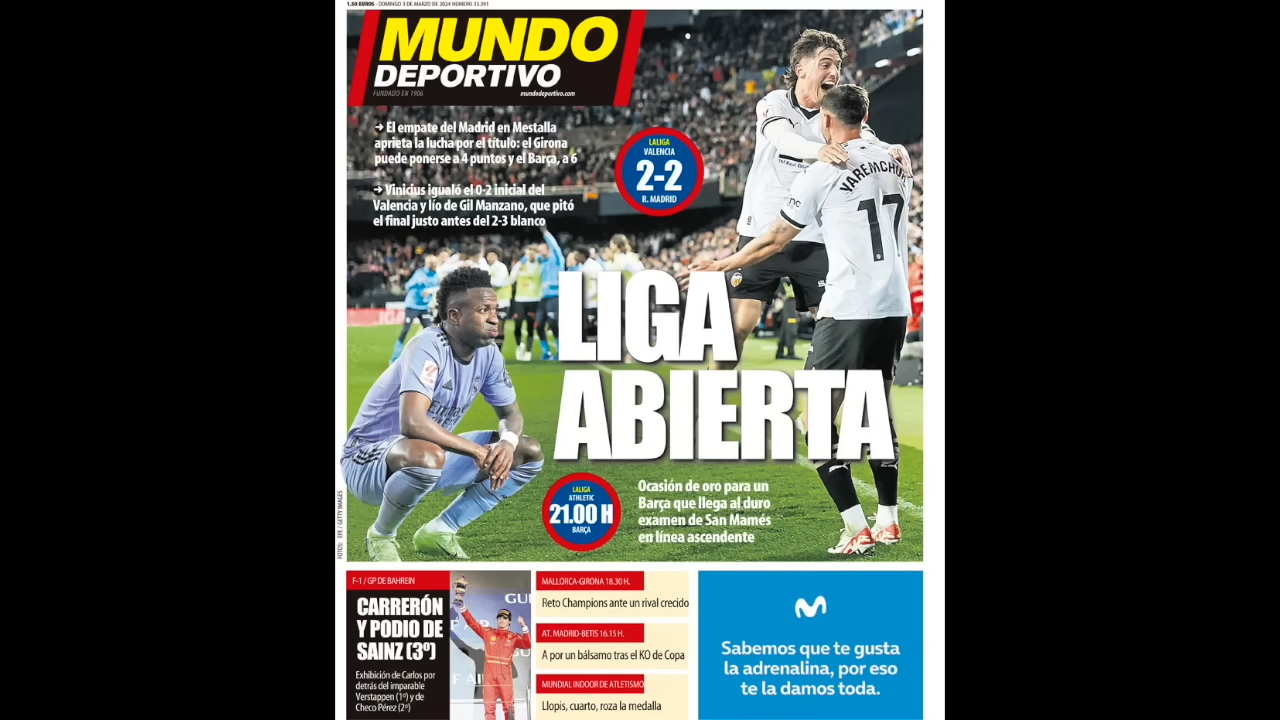 1.50 EUROS · DOMINGO 3 DE MARZO DE 2024 NÚMERO 33.391
MUNDO
DEPORTIVO
FUNDADO EN 1906
mundodeportivo.com
→ El empate del Madrid en Mestalla
aprieta la lucha por el título: el Girona
puede ponerse a 4 puntos y el Barça, a 6
→ Vinicius igualó el 0-2 inicial del
Valencia y lío de Gil Manzano, que pitó
el final justo antes del 2-3 blanco
LALIGA
VALENCIA
2-2
R. MADRID
YAREMCHUK
17
LIGA
ABIERTA
LALIGA
ATHLETIC
21.00 H
BARÇA
Ocasión de oro para un
Barça que llega al duro
examen de San Mamés
en línea ascendente
FOTOS: EFE / GETTY IMAGES
F-1 / GP DE BAHREIN
CARRERÓN
Y PODIO DE
SAINZ (3º)
Exhibición de Carlos por
detrás del imparable
Verstappen (1º) y de
Checo Pérez (2º)
MALLORCA-GIRONA 18.30 H.
Reto Champions ante un rival crecido
AT. MADRID-BETIS 16.15 H.
A por un bálsamo tras el KO de Copa
MUNDIAL INDOOR DE ATLETISMO
Llopis, cuarto, roza la medalla
Sabemos que te gusta
la adrenalina, por eso
te la damos toda.